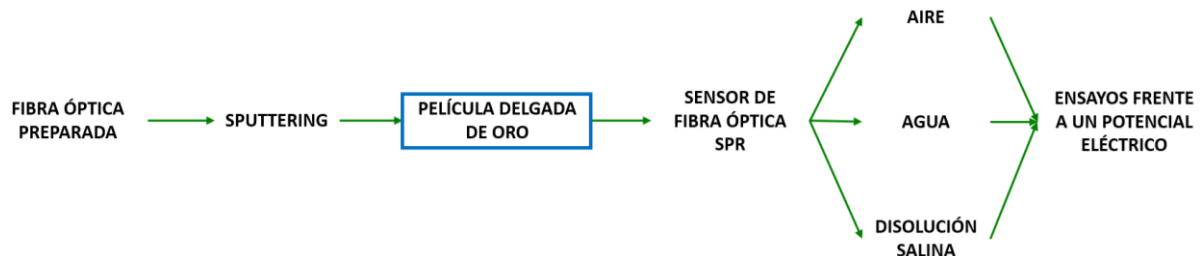 FIBRA ÓPTICA
PREPARADA
SPUTTERING
PELÍCULA DELGADA
DE ORO
SENSOR DE
FIBRA ÓPTICA
SPR
AIRE
AGUA
DISOLUCIÓN
SALINA
ENSAYOS FRENTE
A UN POTENCIAL
ELÉCTRICO